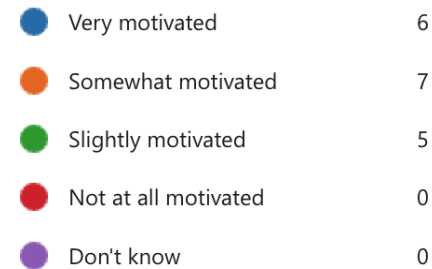 Very motivated 6
Somewhat motivated 7
Slightly motivated 5
Not at all motivated 0
Don't know 0